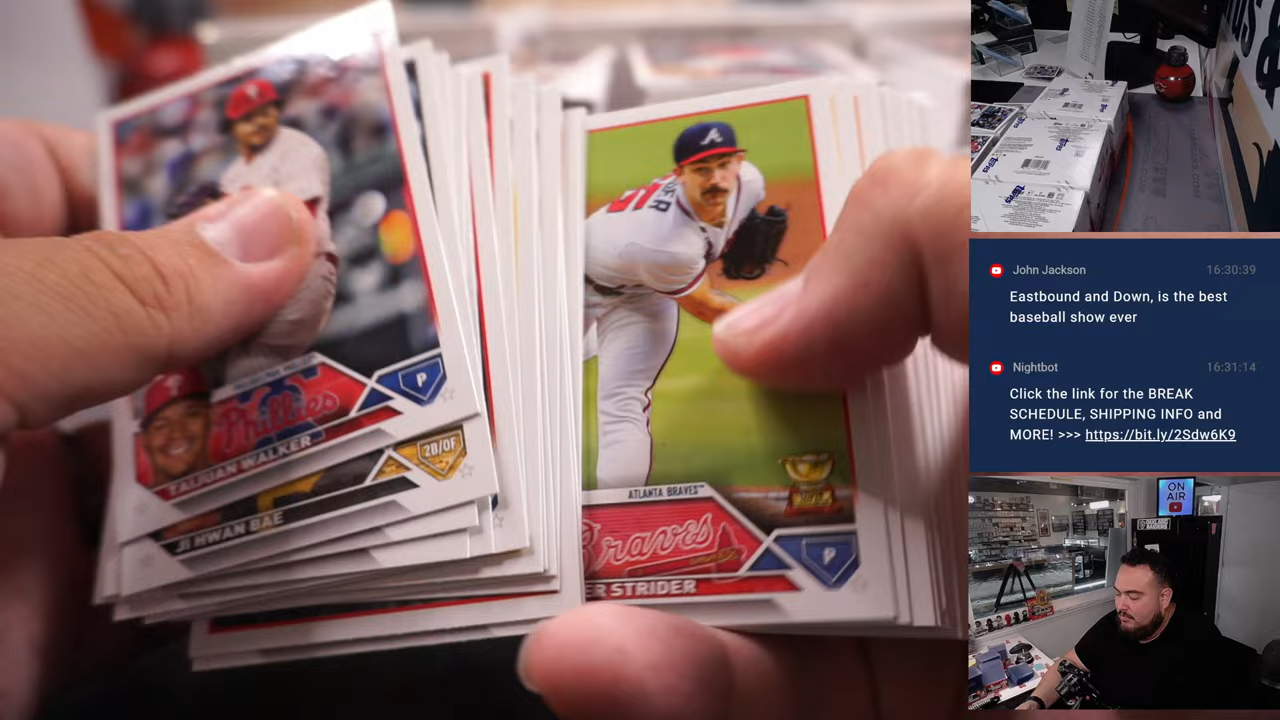 Phillies
P
TAIJUAN WALKER
2B/OF
JI HWAN BAE
ATLANTA BRAVES
Braves
P
ER STRIDER
John Jackson 16:30:39
Eastbound and Down, is the best
baseball show ever
Nightbot 16:31:14
Click the link for the BREAK
SCHEDULE, SHIPPING INFO and
MORE! >>> https://bit.ly/2Sdw6K9
ON
AIR